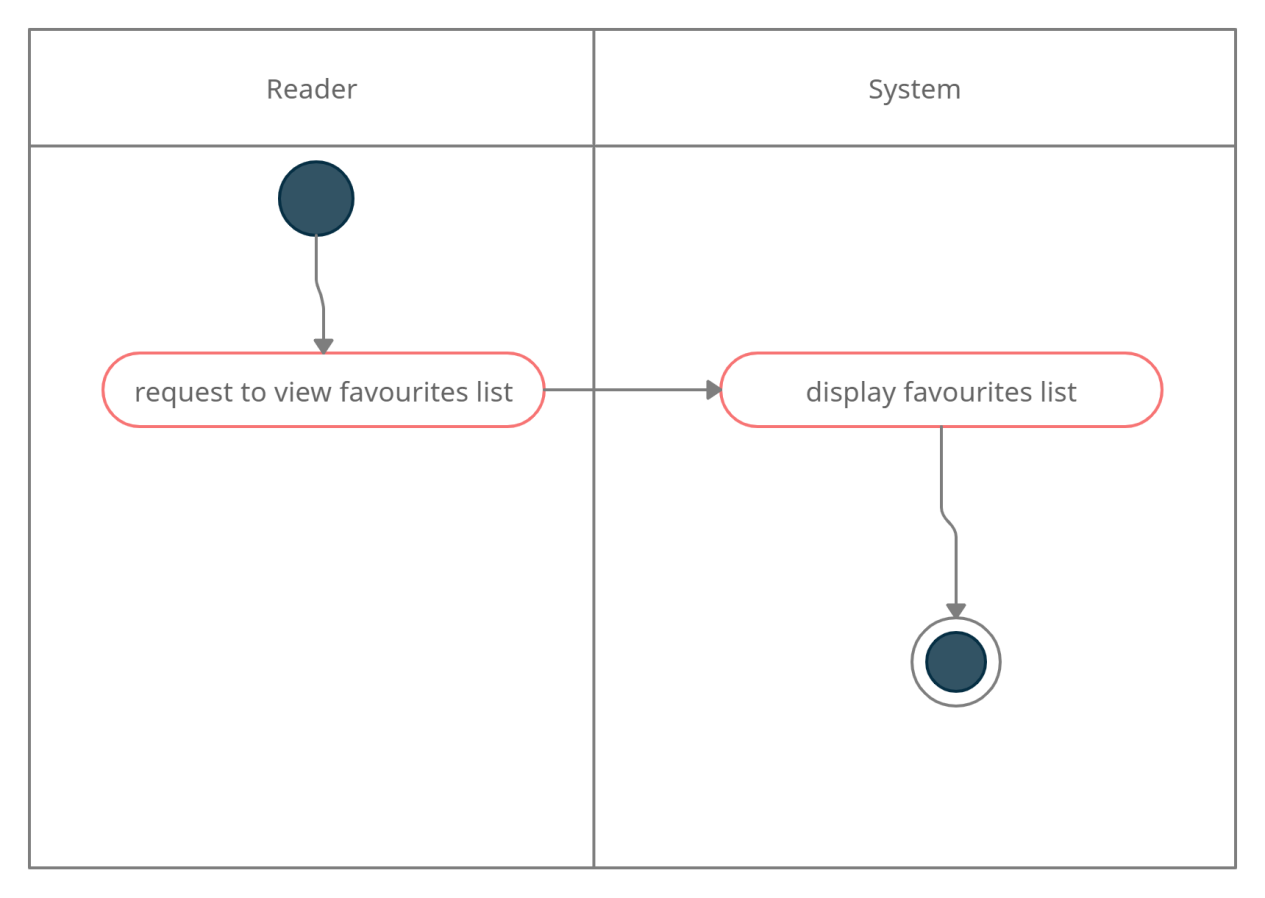 Reader
System
request to view favourites list
display favourites list